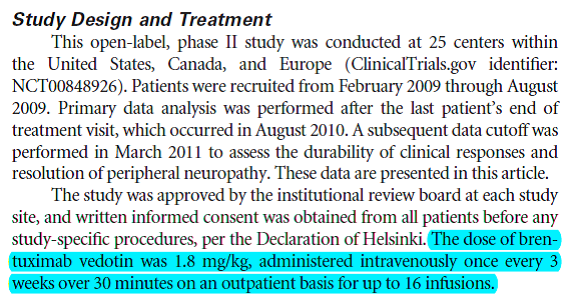 Study Design and Treatment
This open-label, phase II study was conducted at 25 centers within
the United States, Canada, and Europe (ClinicalTrials.gov identifier:
NCT00848926). Patients were recruited from February 2009 through August
2009. Primary data analysis was performed after the last patient's end of
treatment visit, which occurred in August 2010. A subsequent data cutoff was
performed in March 2011 to assess the durability of clinical responses and
resolution of peripheral neuropathy. These data are presented in this article.
The study was approved by the institutional review board at each study
site, and written informed consent was obtained from all patients before any
study-specific procedures, per the Declaration of Helsinki. The dose of bren-
tuximab vedotin was 1.8 mg/kg, administered intravenously once every 3
weeks over 30 minutes on an outpatient basis for up to 16 infusions.